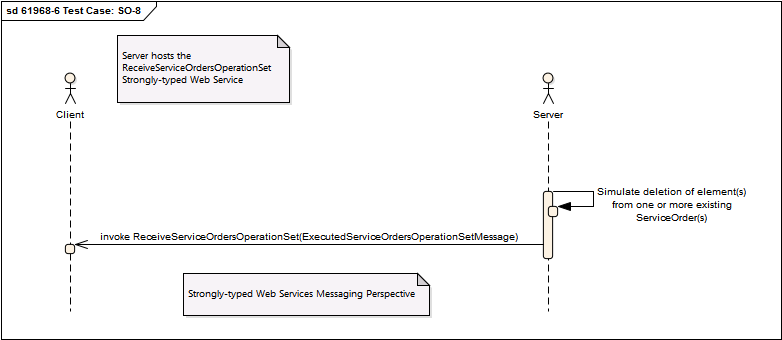 sd 61968-6 Test Case: SO-8
Server hosts the
ReceiveServiceOrdersOperationSet
Strongly-typed Web Service
Client
Server
Simulate deletion of element(s)
from one or more existing
ServiceOrder(s)
invoke ReceiveServiceOrdersOperationSet(ExecutedServiceOrdersOperationSetMessage)
Strongly-typed Web Services Messaging Perspective